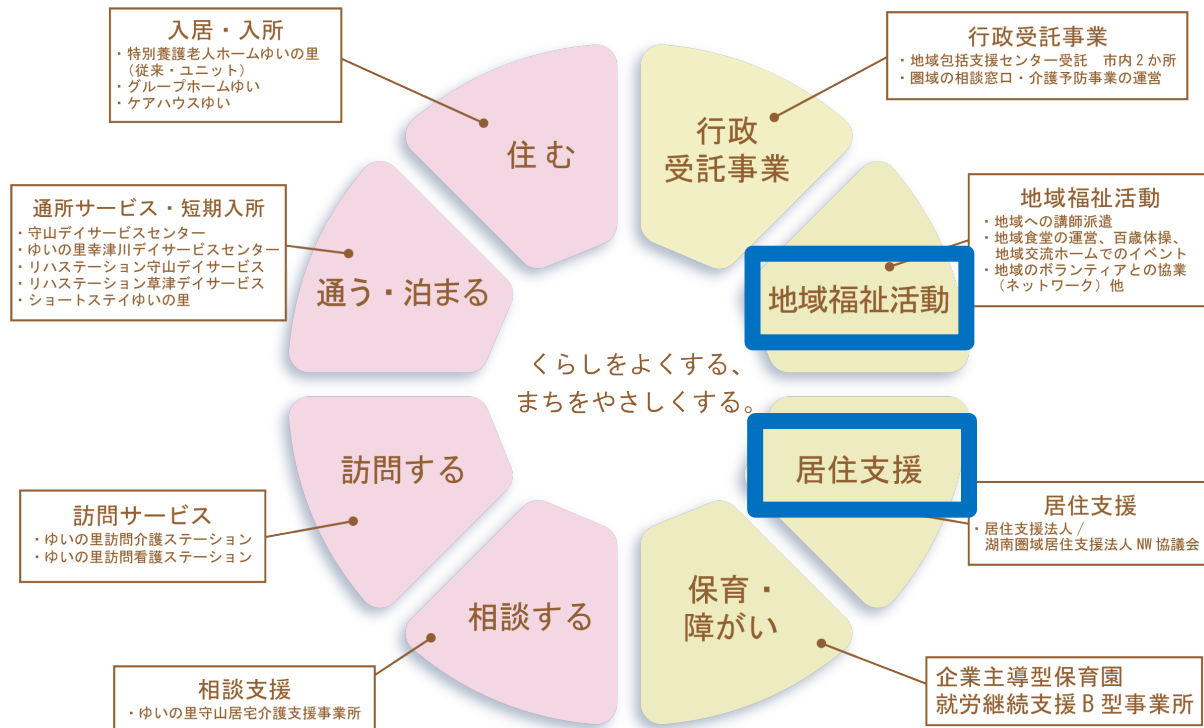 入居・入所
・特別養護老人ホームゆいの里
（従来・ユニット）
・グループホームゆい
・ケアハウスゆい
行政受託事業
・地域包括支援センター受託　市内２か所
・圏域の相談窓口・介護予防事業の運営
住む
行政
受託事業
通所サービス・短期入所
・守山デイサービスセンター
・ゆいの里幸津川デイサービスセンター
・リハステーション守山デイサービス
・リハステーション草津デイサービス
・ショートステイゆいの里
通う・泊まる
地域福祉活動
地域福祉活動
・地域への講師派遣
・地域食堂の運営、百歳体操、
地域交流ホームでのイベント
・地域のボランティアとの協業
（ネットワーク）他
くらしをよくする、
まちをやさしくする。
訪問する
居住支援
訪問サービス
・ゆいの里訪問介護ステーション
・ゆいの里訪問看護ステーション
居住支援
・居住支援法人 /
湖南圏域居住支援法人 NW 協議会
相談する
保育・
障がい
相談支援
・ゆいの里守山居宅介護支援事業所
企業主導型保育園
就労継続支援 B 型事業所